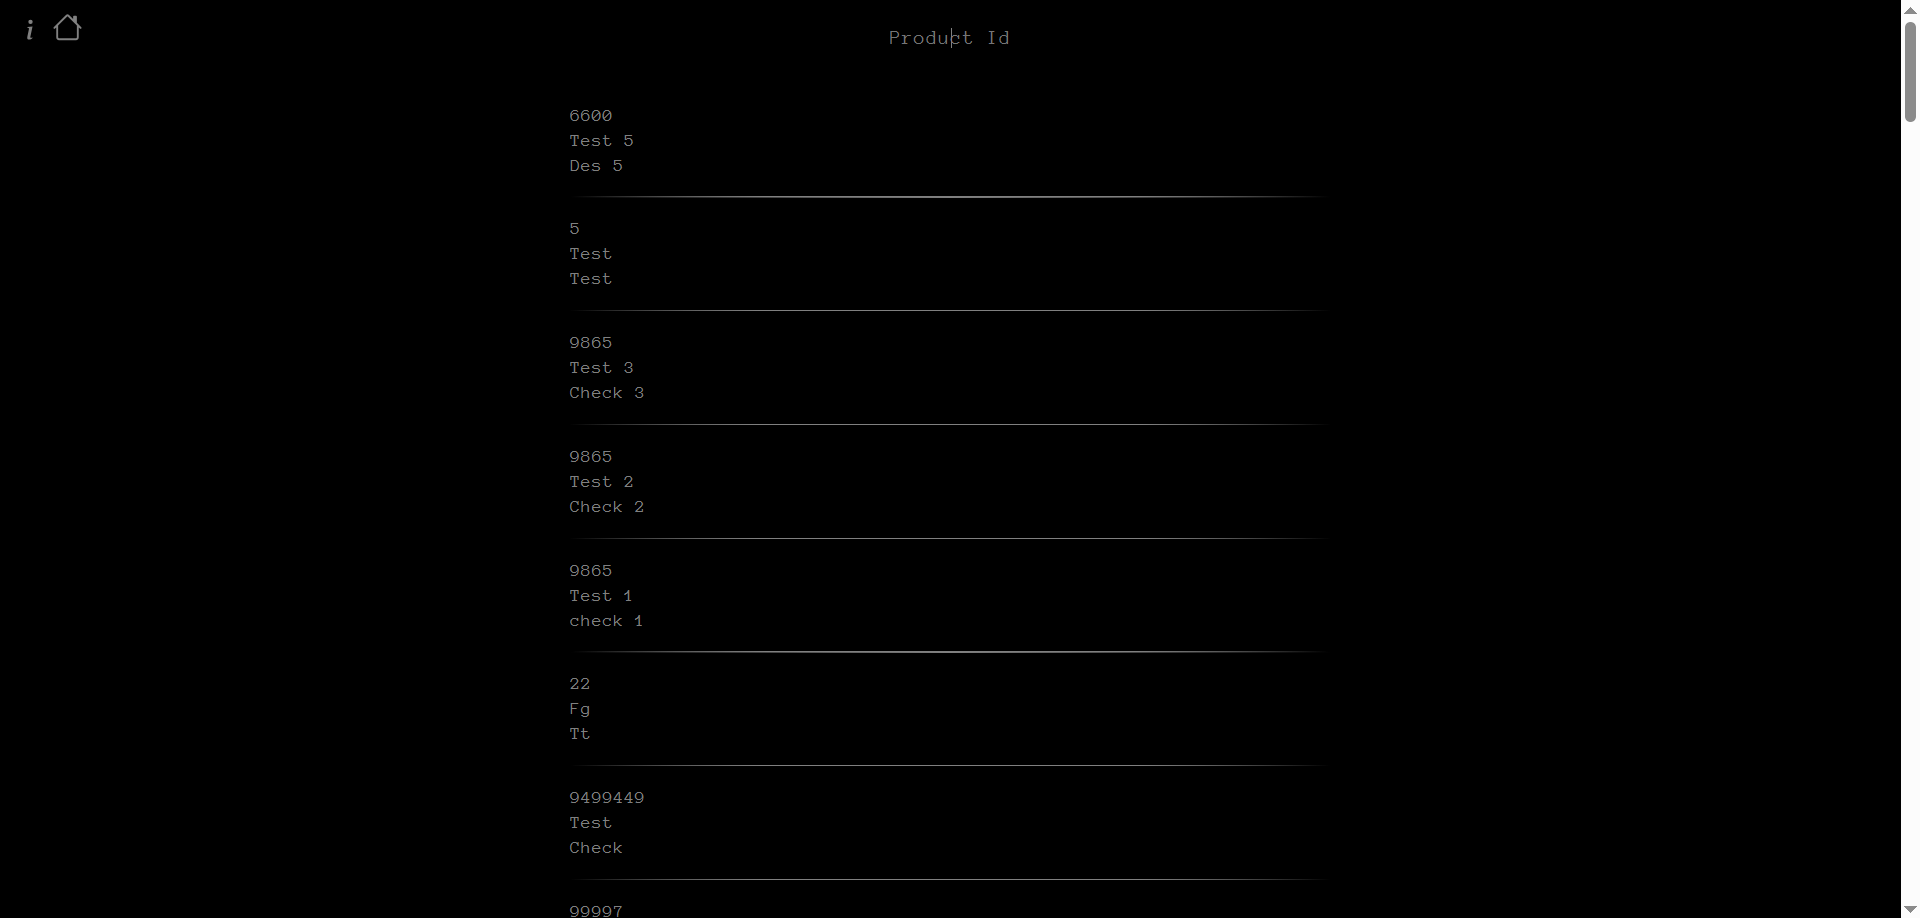 i
Product Id
6600
Test 5
Des 5
5
Test
Test
9865
Test 3
Check 3
9865
Test 2
Check 2
9865
Test 1
check 1
22
Fg
Tt
9499449
Test
Check
99997